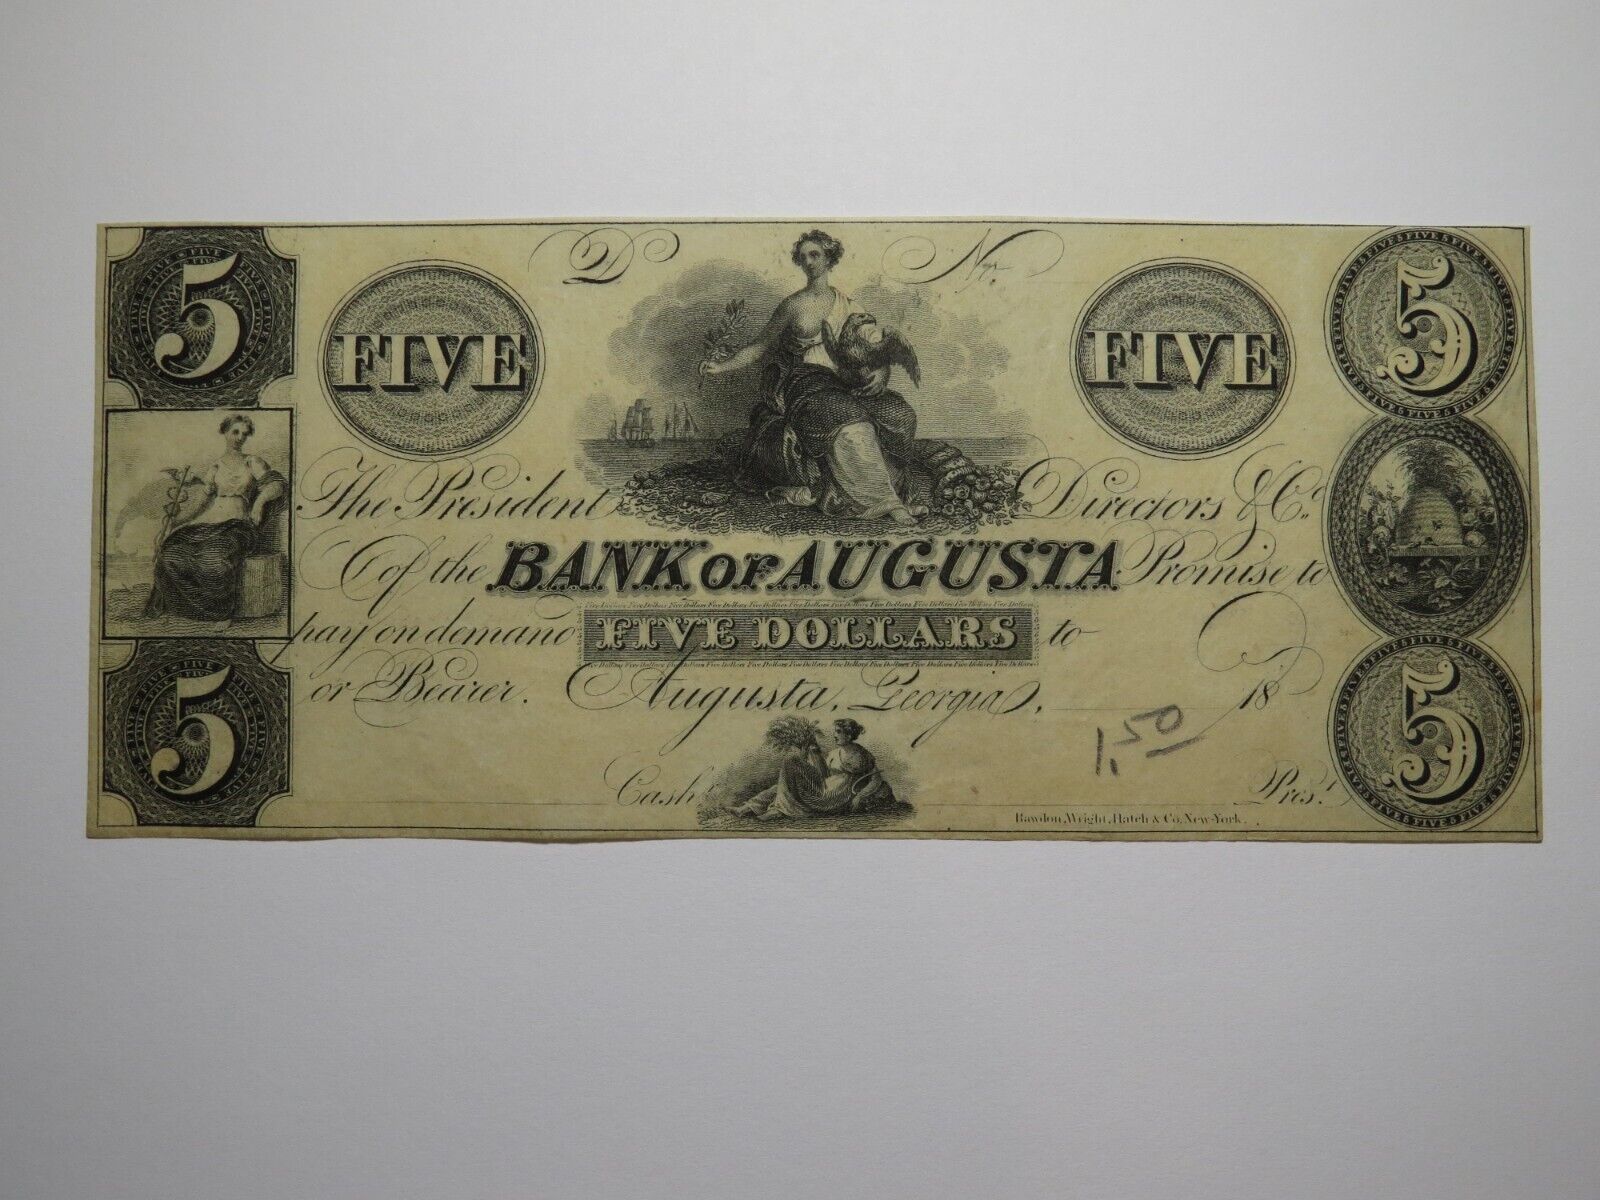 5 D No 5
FIVE FIVE
The President Directors & Co.
of the BANK OF AUGUSTA Promise to
pay on demand FIVE DOLLARS to
or Bearer. Augusta, Georgia, 18
1.50
Cash. Pres.t
5 5
Rawdon, Wright, Hatch & Co. New-York.